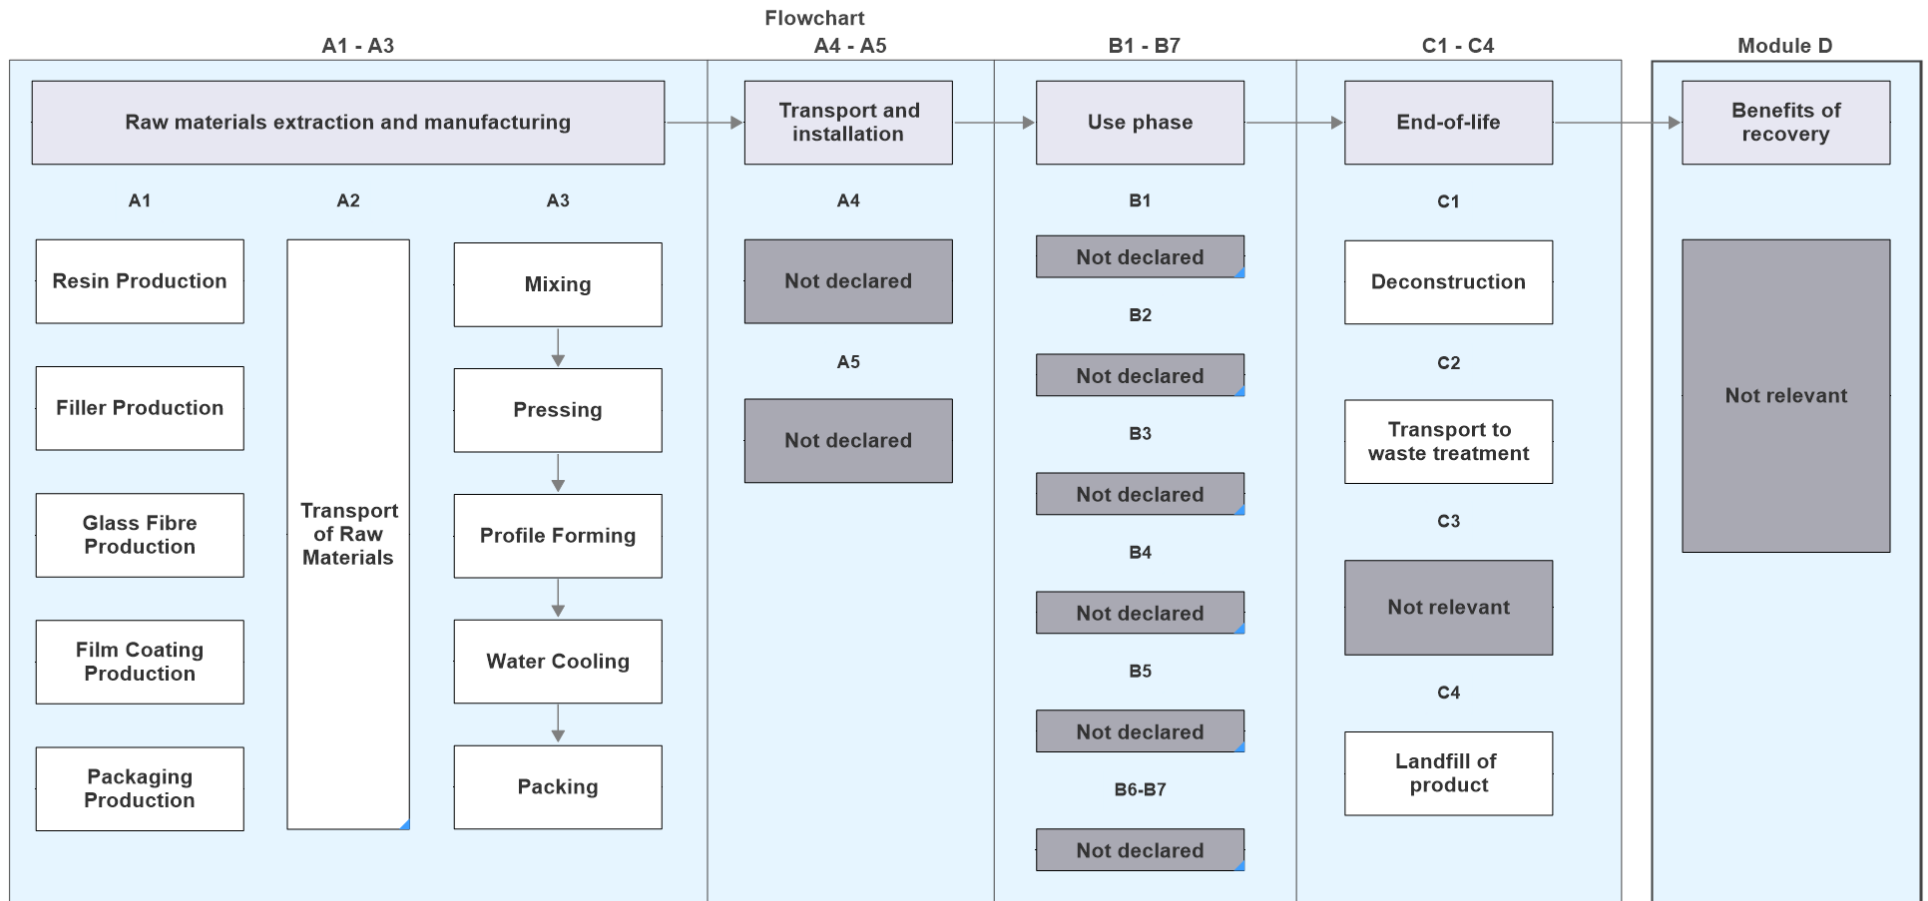 Flowchart
A1 - A3
A4 - A5
B1 - B7
C1 - C4
Module D
Raw materials extraction and manufacturing
Transport and
installation
Use phase
End-of-life
Benefits of
recovery
A1
A2
A3
Resin Production
Filler Production
Glass Fibre
Production
Film Coating
Production
Packaging
Production
Transport
of Raw
Materials
Mixing
Pressing
Profile Forming
Water Cooling
Packing
A4
Not declared
A5
Not declared
B1
Not declared
B2
Not declared
B3
Not declared
B4
Not declared
B5
Not declared
B6-B7
Not declared
C1
Deconstruction
C2
Transport to
waste treatment
C3
Not relevant
C4
Landfill of
product
Not relevant